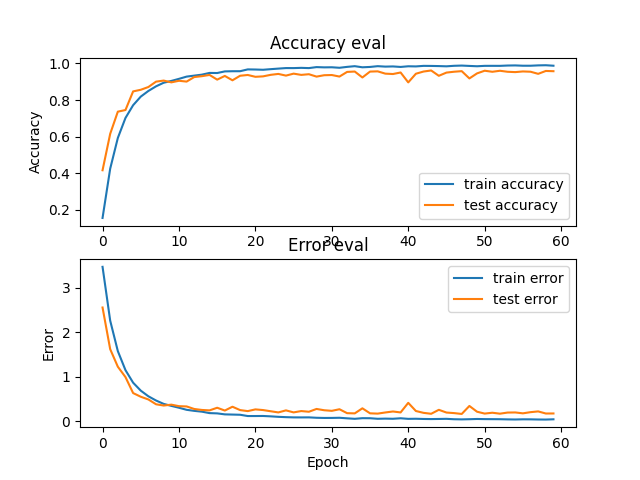 Accuracy eval
1.0
0.8
0.6
0.4
0.2
Accuracy
train accuracy
test accuracy
0 10 20 30 40 50 60
Error eval
3
2
1
0
Error
train error
test error
0 10 20 30 40 50 60
Epoch